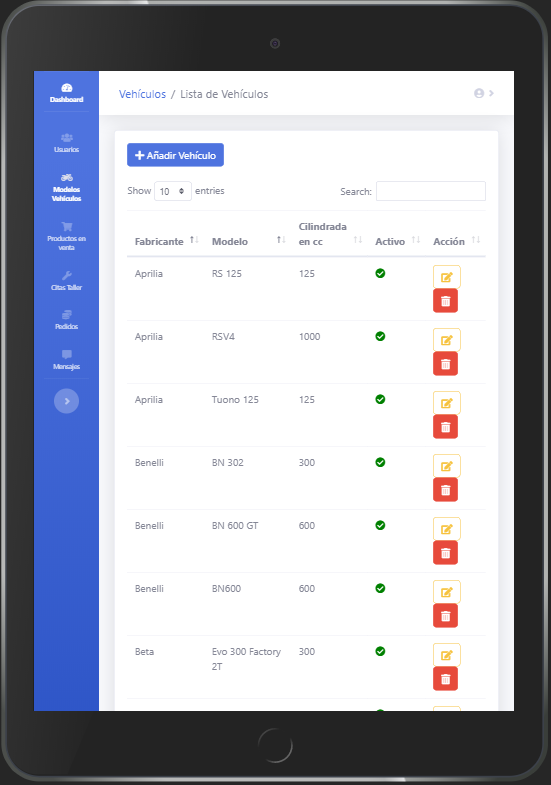 Dashboard
Usuarios
Modelos
Vehículos
Productos en
venta
Citas Taller
Pedidos
Mensajes
Vehículos / Lista de Vehículos
Añadir Vehículo
Show 10 entries
Search:
Fabricante Modelo Cilindrada en cc Activo Acción
Aprilia RS 125 125
Aprilia RSV4 1000
Aprilia Tuono 125 125
Benelli BN 302 300
Benelli BN 600 GT 600
Benelli BN600 600
Beta Evo 300 Factory 300
2T